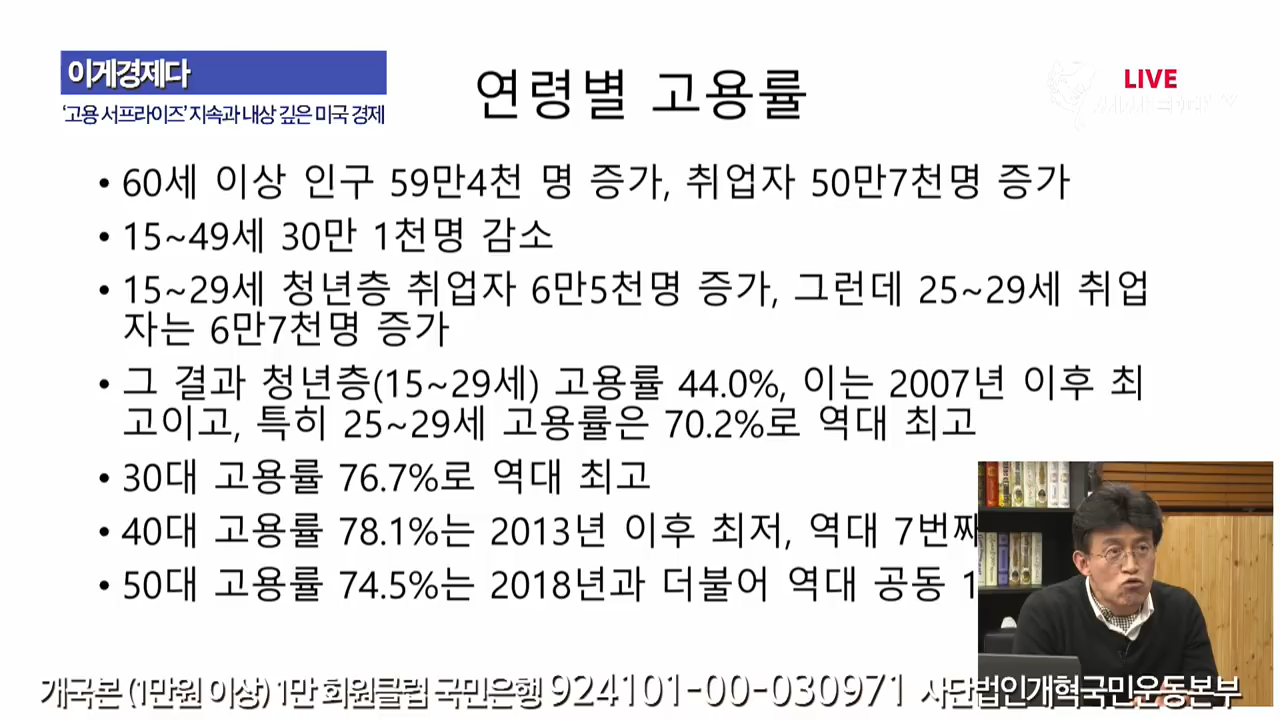 이게경제다
'고용 서프라이즈' 지속과 내상 깊은 미국 경제
연령별 고용률
LIVE
• 60세 이상 인구 59만4천 명 증가, 취업자 50만7천명 증가
• 15~49세 30만 1천명 감소
• 15~29세 청년층 취업자 6만5천명 증가, 그런데 25~29세 취업
자는 6만7천명 증가
• 그 결과 청년층(15~29세) 고용률 44.0%, 이는 2007년 이후 최
고이고, 특히 25~29세 고용률은 70.2%로 역대 최고
• 30대 고용률 76.7%로 역대 최고
• 40대 고용률 78.1%는 2013년 이후 최저, 역대 7번째
• 50대 고용률 74.5%는 2018년과 더불어 역대 공동 1
개국본 (1만원 이상) 1만 회원클럽 국민은행 924101-00-030971 사단법인개혁국민운동본부